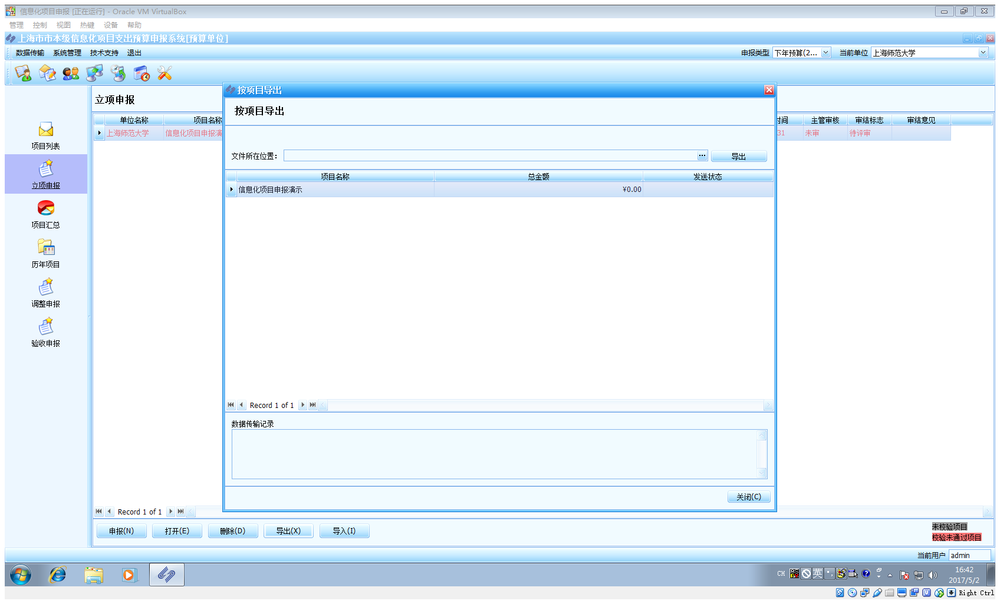 信息化项目申报 [正在运行] - Oracle VM VirtualBox
管理 控制 视图 热键 设备 帮助
上海市市本级信息化项目支出预算申报系统[预算单位]
数据传输 系统管理 技术支持 退出 申报类型 下年预算(2... 当前单位 上海师范大学
立项申报
项目列表
立项申报
项目汇总
历年项目
调整申报
验收申报
单位名称 项目名称 时间 主管审核 审结标志 审结意见
上海师范大学 信息化项目申报演 31 未审 待评审
按项目导出
按项目导出
文件所在位置： ... 导出
项目名称 总金额 发送状态
信息化项目申报演示 ¥0.00
Record 1 of 1
数据传输记录
关闭(C)
Record 1 of 1
申报(N) 打开(E) 删除(D) 导出(X) 导入(I)
未校验项目
校验未通过项目
当前用户 admin
CH 英 16:42
2017/5/2
Right Ctrl